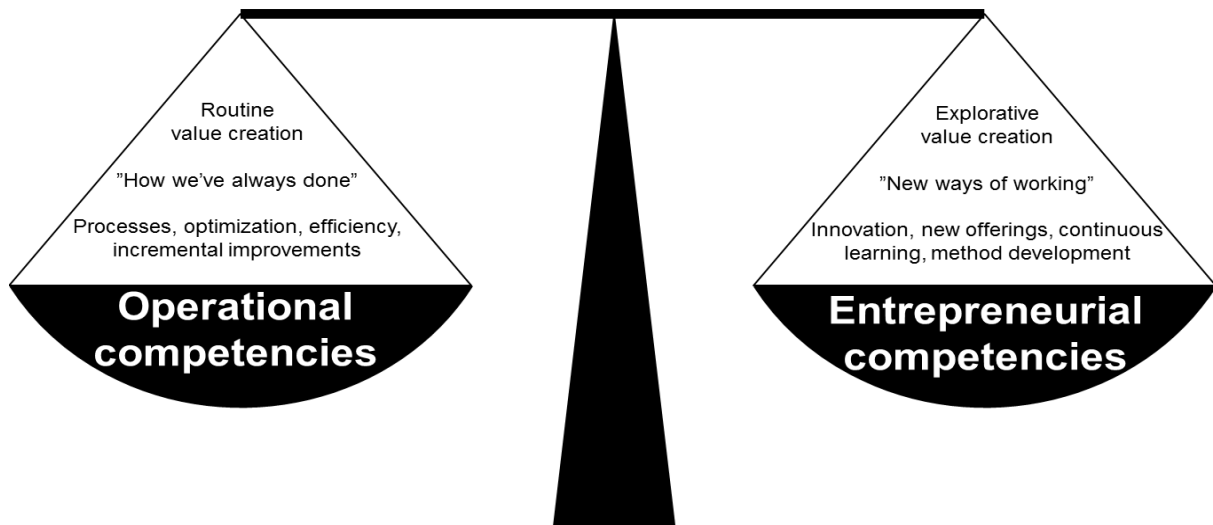 Routine
value creation
”How we’ve always done”
Processes, optimization, efficiency,
incremental improvements
Operational
competencies
Explorative
value creation
”New ways of working”
Innovation, new offerings, continuous
learning, method development
Entrepreneurial
competencies